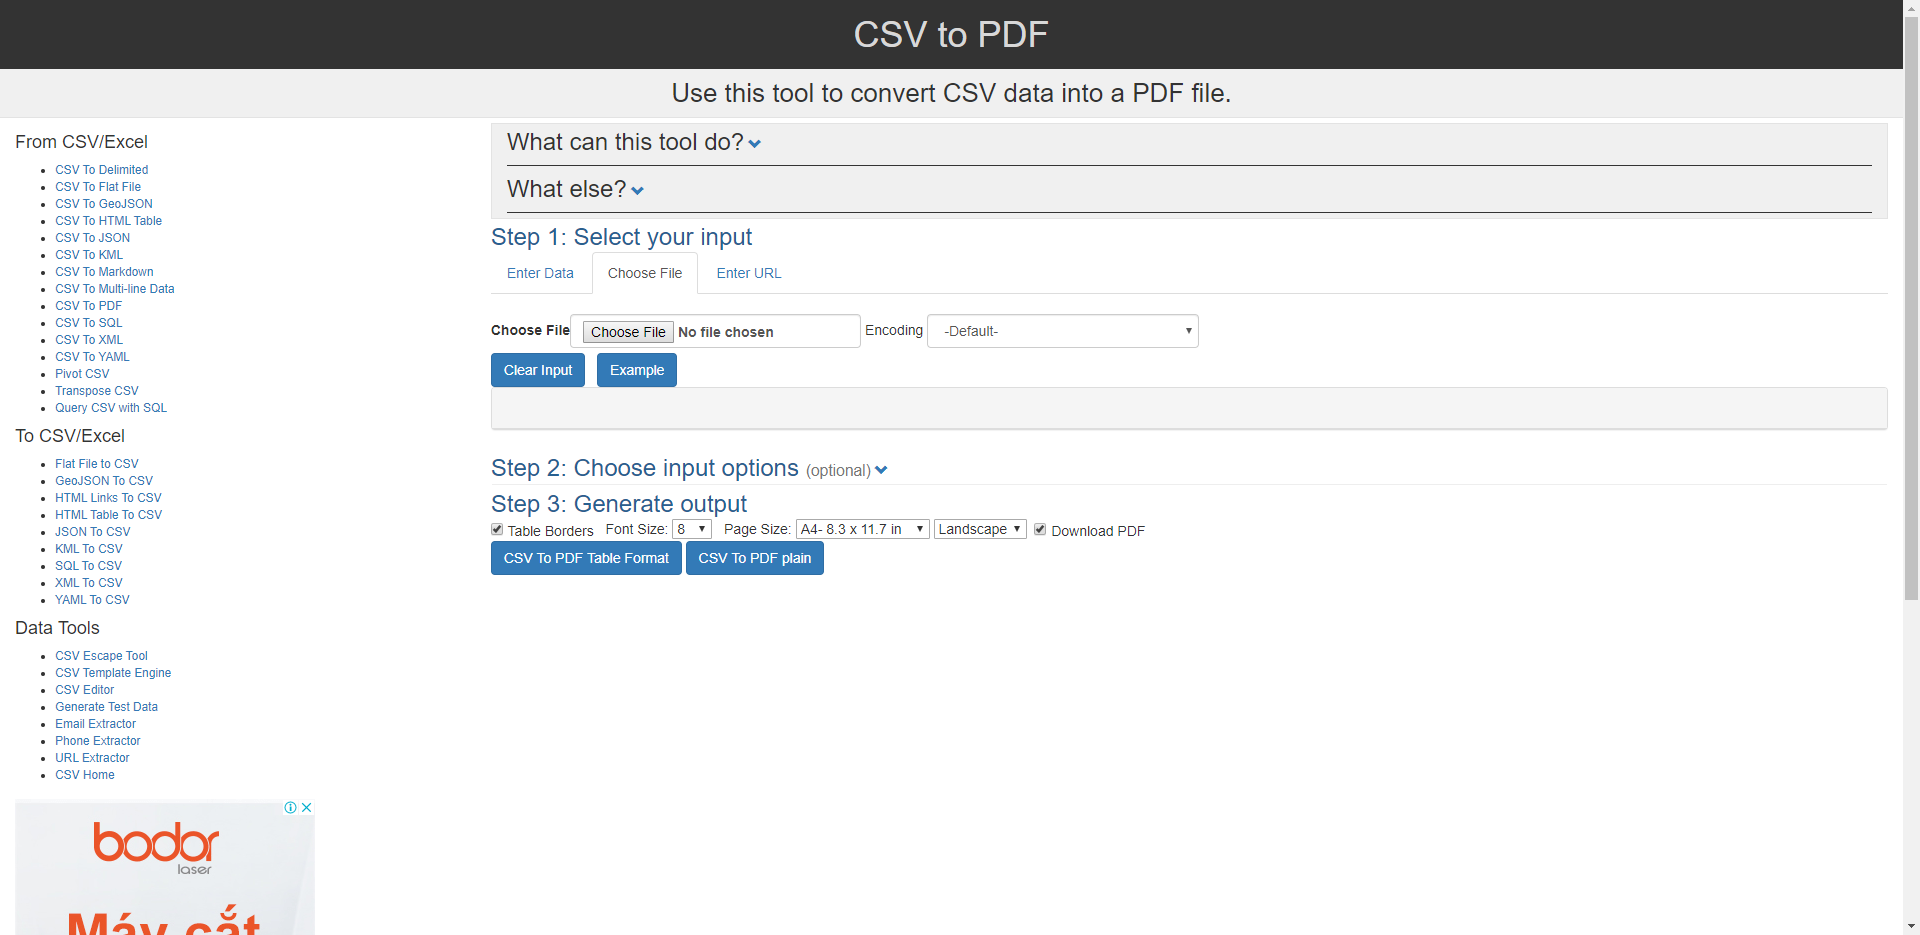 CSV to PDF
Use this tool to convert CSV data into a PDF file.
From CSV/Excel
CSV To Delimited
CSV To Flat File
CSV To GeoJSON
CSV To HTML Table
CSV To JSON
CSV To KML
CSV To Markdown
CSV To Multi-line Data
CSV To PDF
CSV To SQL
CSV To XML
CSV To YAML
Pivot CSV
Transpose CSV
Query CSV with SQL
To CSV/Excel
Flat File to CSV
GeoJSON To CSV
HTML Links To CSV
HTML Table To CSV
JSON To CSV
KML To CSV
SQL To CSV
XML To CSV
YAML To CSV
Data Tools
CSV Escape Tool
CSV Template Engine
CSV Editor
Generate Test Data
Email Extractor
Phone Extractor
URL Extractor
CSV Home
bodor
laser
Máy cắt
What can this tool do?
What else?
Step 1: Select your input
Enter Data Choose File Enter URL
Choose File Choose File No file chosen Encoding -Default-
Clear Input Example
Step 2: Choose input options (optional)
Step 3: Generate output
Table Borders Font Size: 8 Page Size: A4- 8.3 x 11.7 in Landscape Download PDF
CSV To PDF Table Format CSV To PDF plain